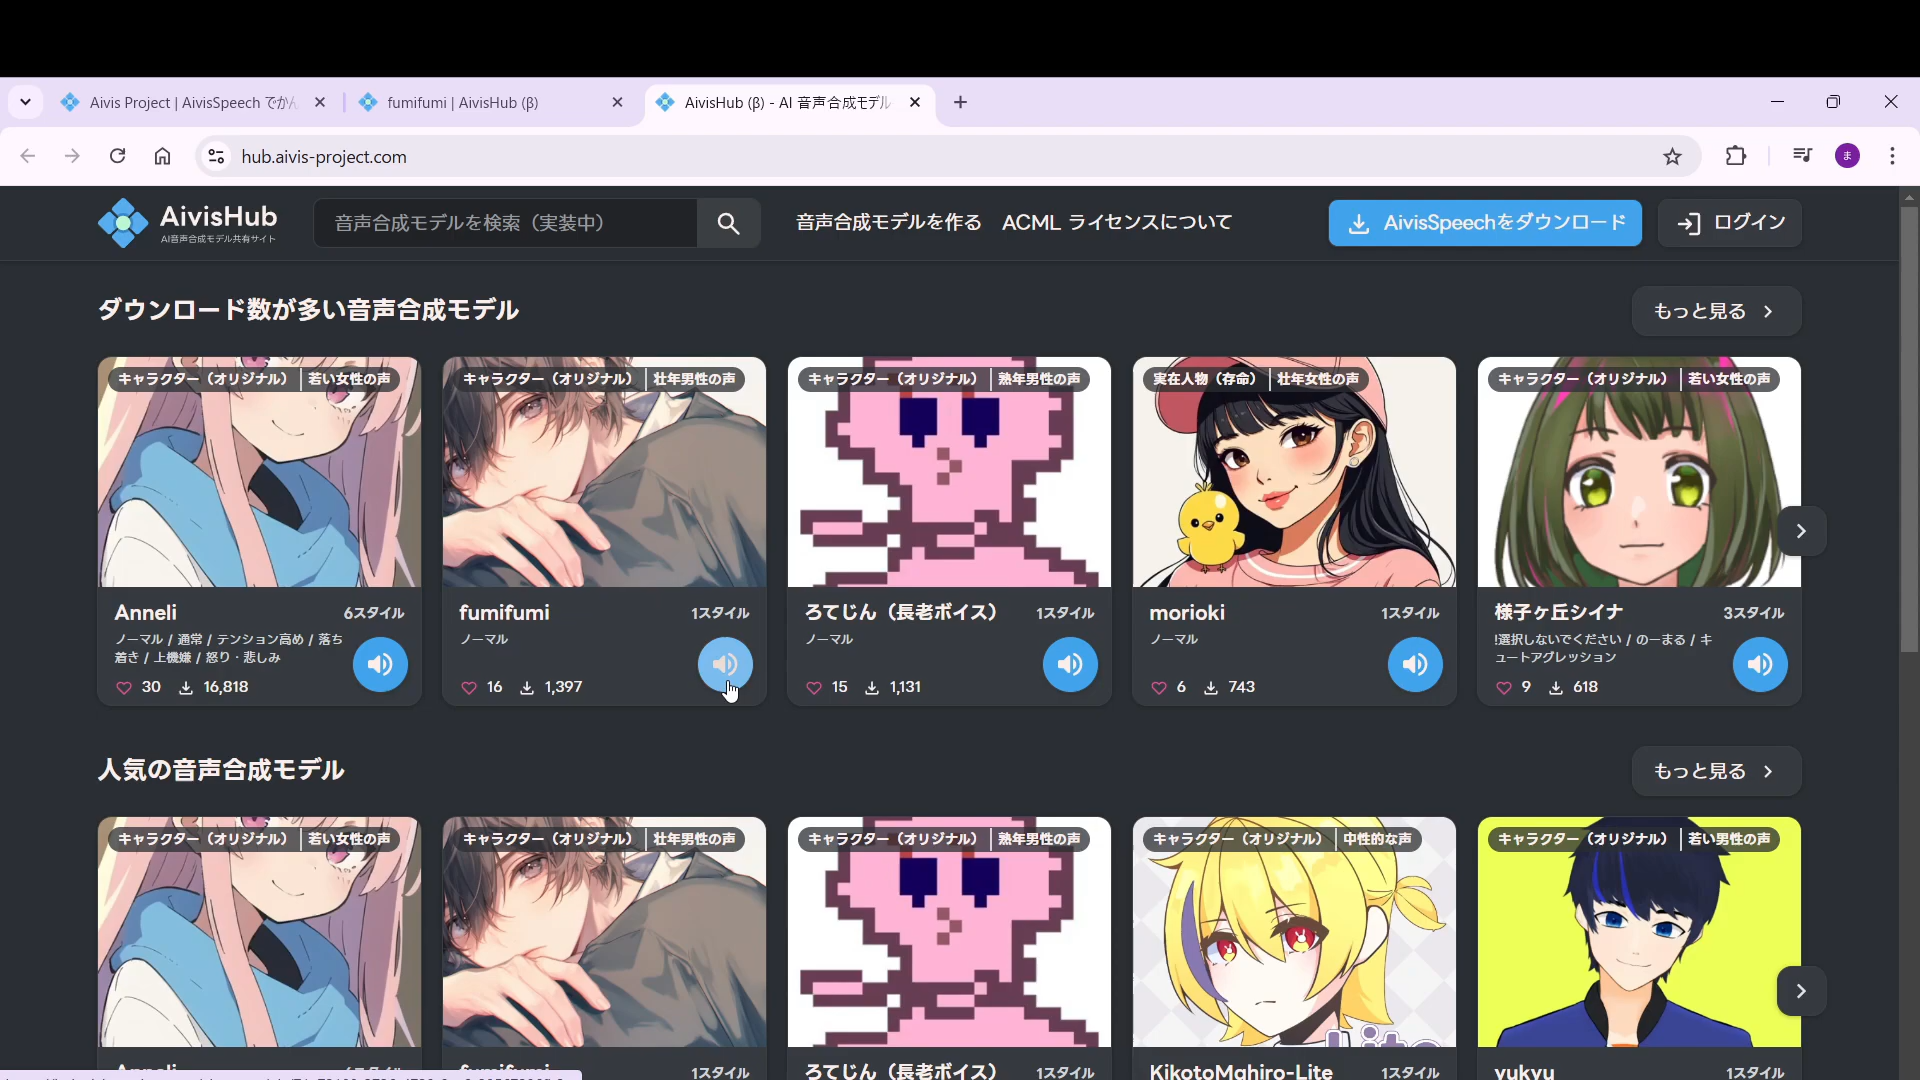 Aivis Project | AivisSpeech でかん
fumifumi | AivisHub (β)
AivisHub (β) - AI 音声合成モデル
hub.aivis-project.com
ま
AivisHub
AI音声合成モデル共有サイト
音声合成モデルを検索（実装中）
音声合成モデルを作る
ACML ライセンスについて
AivisSpeechをダウンロード
ログイン
ダウンロード数が多い音声合成モデル
もっと見る
キャラクター（オリジナル） 若い女性の声
キャラクター（オリジナル） 壮年男性の声
キャラクター（オリジナル） 熟年男性の声
実在人物（存命） 壮年女性の声
キャラクター（オリジナル） 若い女性の声
Anneli 6スタイル
ノーマル / 通常 / テンション高め / 落ち
着き / 上機嫌 / 怒り・悲しみ
30 16,818
fumifumi 1スタイル
ノーマル
16 1,397
ろてじん（長老ボイス） 1スタイル
ノーマル
15 1,131
morioki 1スタイル
ノーマル
6 743
様子ヶ丘シイナ 3スタイル
!選択しないでください / のーまる / キ
ュートアグレッション
9 618
人気の音声合成モデル
もっと見る
キャラクター（オリジナル） 若い女性の声
キャラクター（オリジナル） 壮年男性の声
キャラクター（オリジナル） 熟年男性の声
キャラクター（オリジナル） 中性的な声
キャラクター（オリジナル） 若い男性の声
Anneli
fumifumi 1スタイル
ろてじん（長老ボイス） 1スタイル
KikotoMahiro-Lite 1スタイル
yukyu 1スタイル